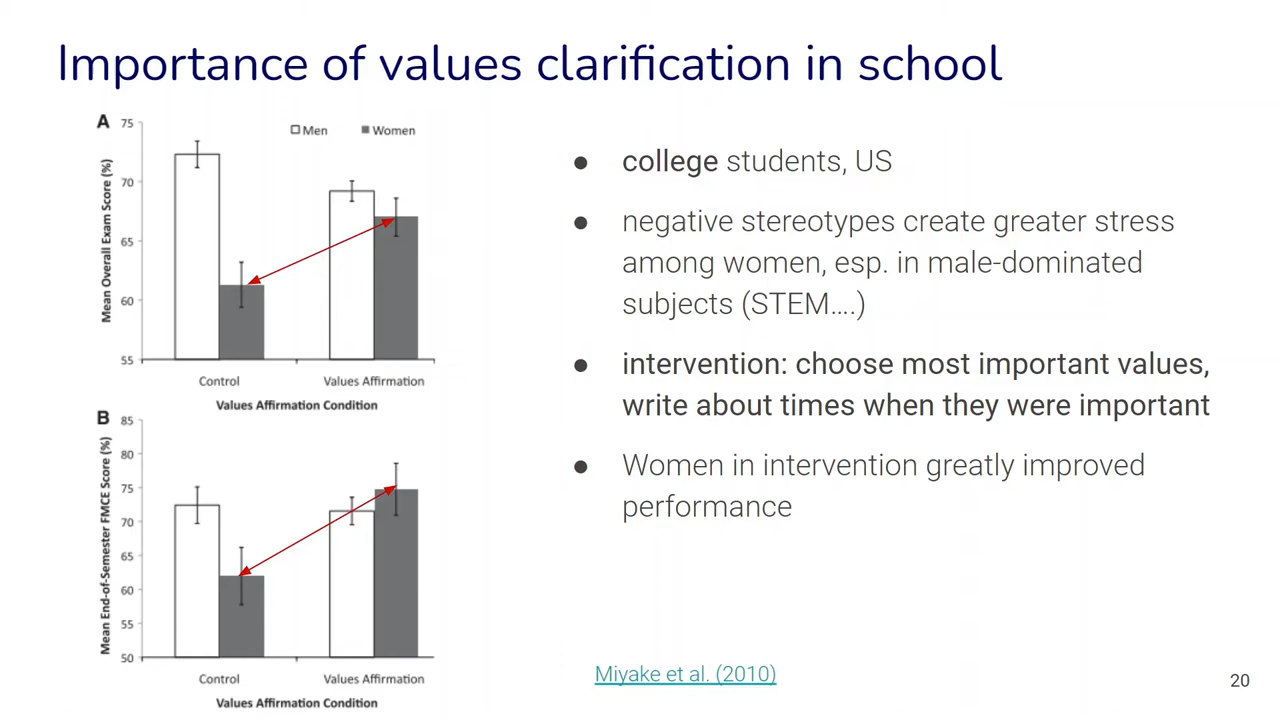 Importance of values clarification in school
A
75
70
65
60
55
Mean Overall Exam Score (%)
Men
Women
Control
Values Affirmation
Values Affirmation Condition
B
85
80
75
70
65
60
55
50
Mean End-of-Semester FMCE Score (%)
Control
Values Affirmation
Values Affirmation Condition
● college students, US
● negative stereotypes create greater stress
among women, esp. in male-dominated
subjects (STEM....)
● intervention: choose most important values,
write about times when they were important
● Women in intervention greatly improved
performance
Miyake et al. (2010)
20